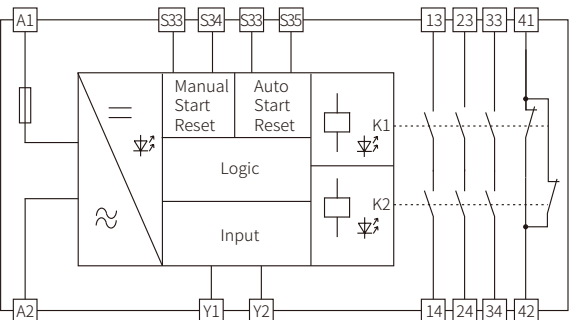 A1 S33 S34 S33 S35 13 23 33 41
Manual Start Reset
Auto Start Reset
K1
Logic
K2
Input
A2 Y1 Y2 14 24 34 42